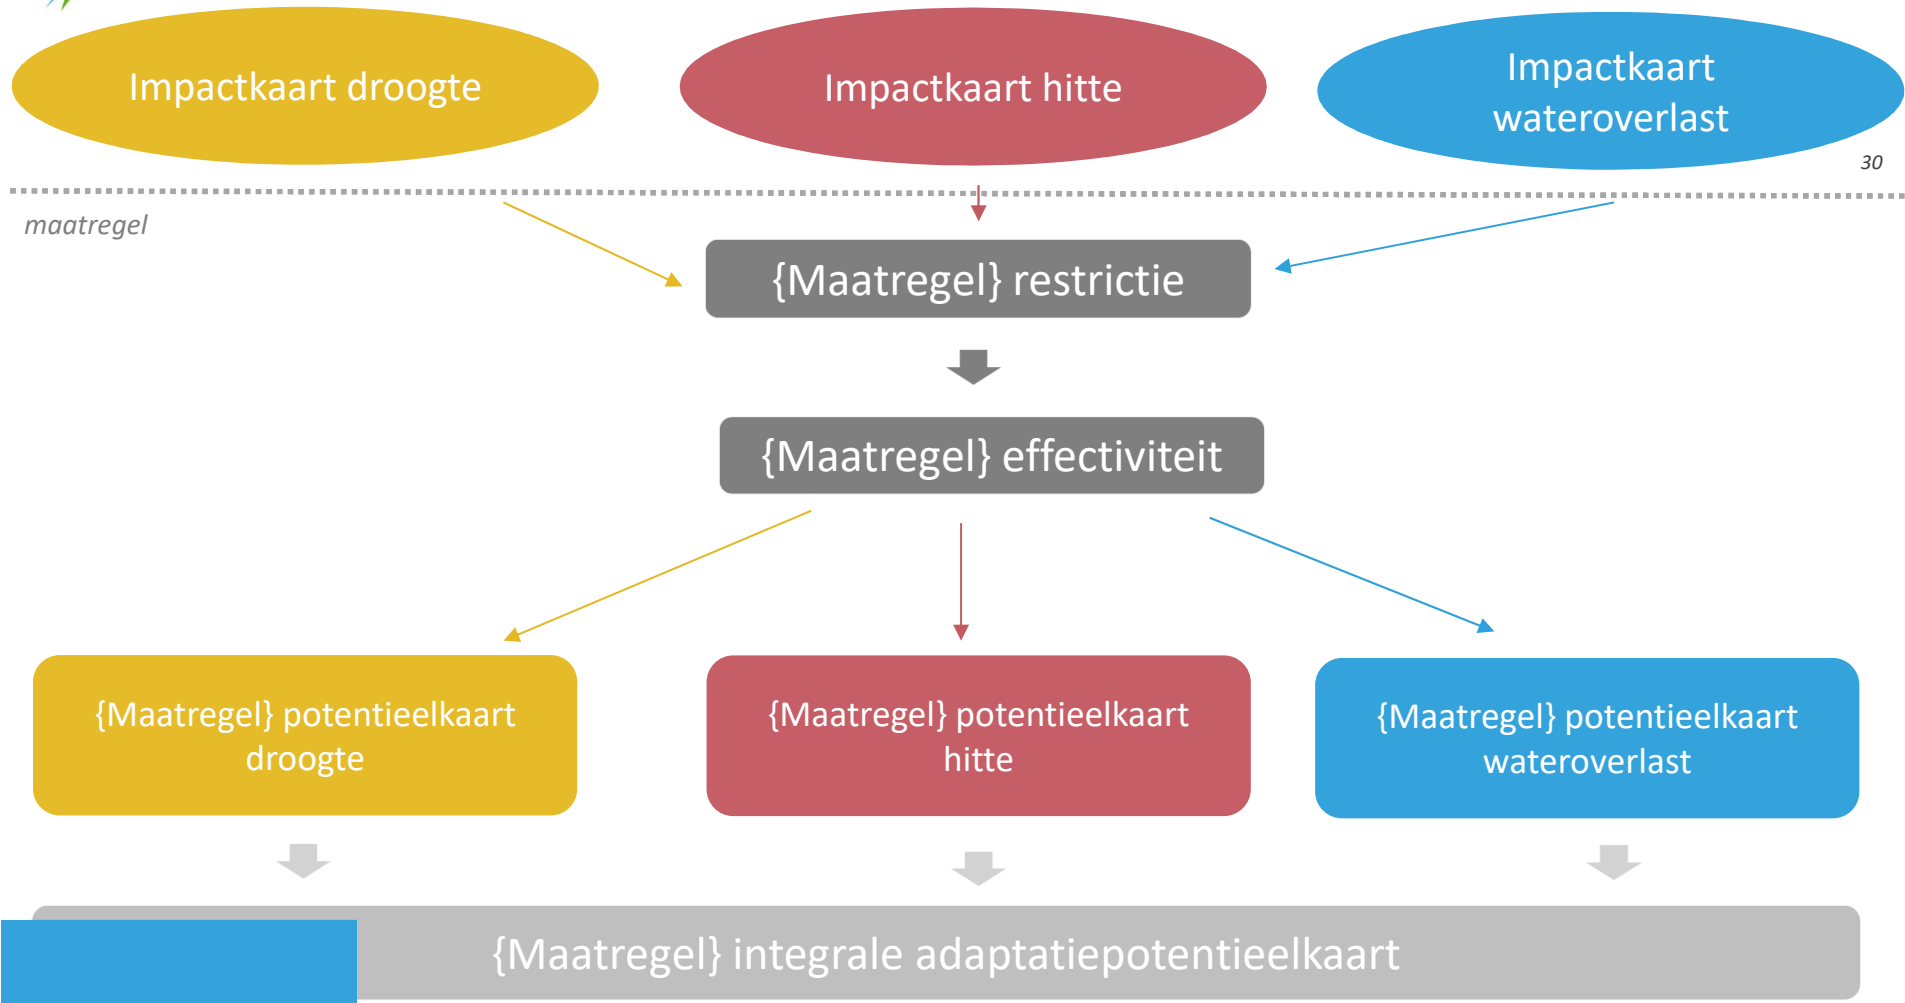 Impactkaart droogte
Impactkaart hitte
Impactkaart
wateroverlast
30
maatregel
{Maatregel} restrictie
{Maatregel} effectiviteit
{Maatregel} potentieelkaart
droogte
{Maatregel} potentieelkaart
hitte
{Maatregel} potentieelkaart
wateroverlast
{Maatregel} integrale adaptatiepotentieelkaart